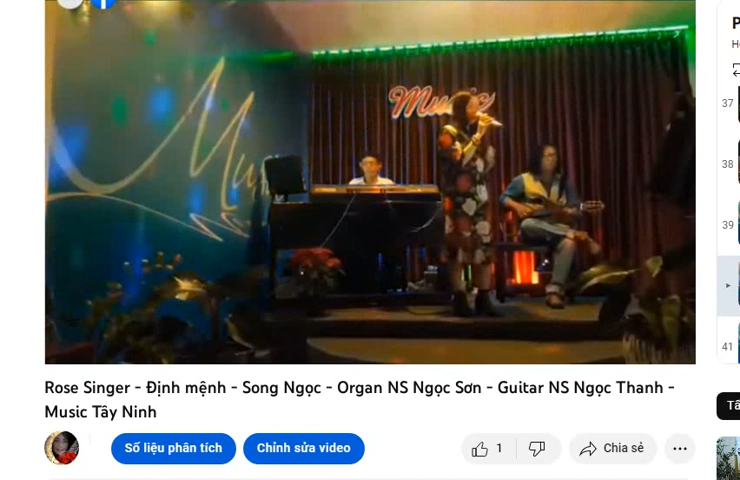 Music
Mu
Rose Singer - Định mệnh - Song Ngọc - Organ NS Ngọc Sơn - Guitar NS Ngọc Thanh -
Music Tây Ninh
Số liệu phân tích
Chỉnh sửa video
1
Chia sẻ
37
38
39
41